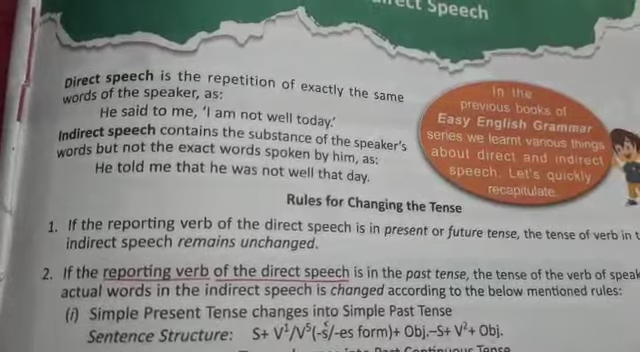 Speech
Direct speech is the repetition of exactly the same
words of the speaker, as:
He said to me, 'I am not well today.'
Indirect speech contains the substance of the speaker's
words but not the exact words spoken by him, as:
He told me that he was not well that day.
In the
previous books of
Easy English Grammar
series we learnt various things
about direct and indirect
speech. Let's quickly
recapitulate.
Rules for Changing the Tense
1. If the reporting verb of the direct speech is in present or future tense, the tense of verb in
indirect speech remains unchanged.
2. If the reporting verb of the direct speech is in the past tense, the tense of the verb of
actual words in the indirect speech is changed according to the below mentioned rules:
(i) Simple Present Tense changes into Simple Past Tense
Sentence Structure: S+ V¹/V⁵(-s/-es form)+ Obj.–S+ V²+ Obj.
Past Continuous Tense